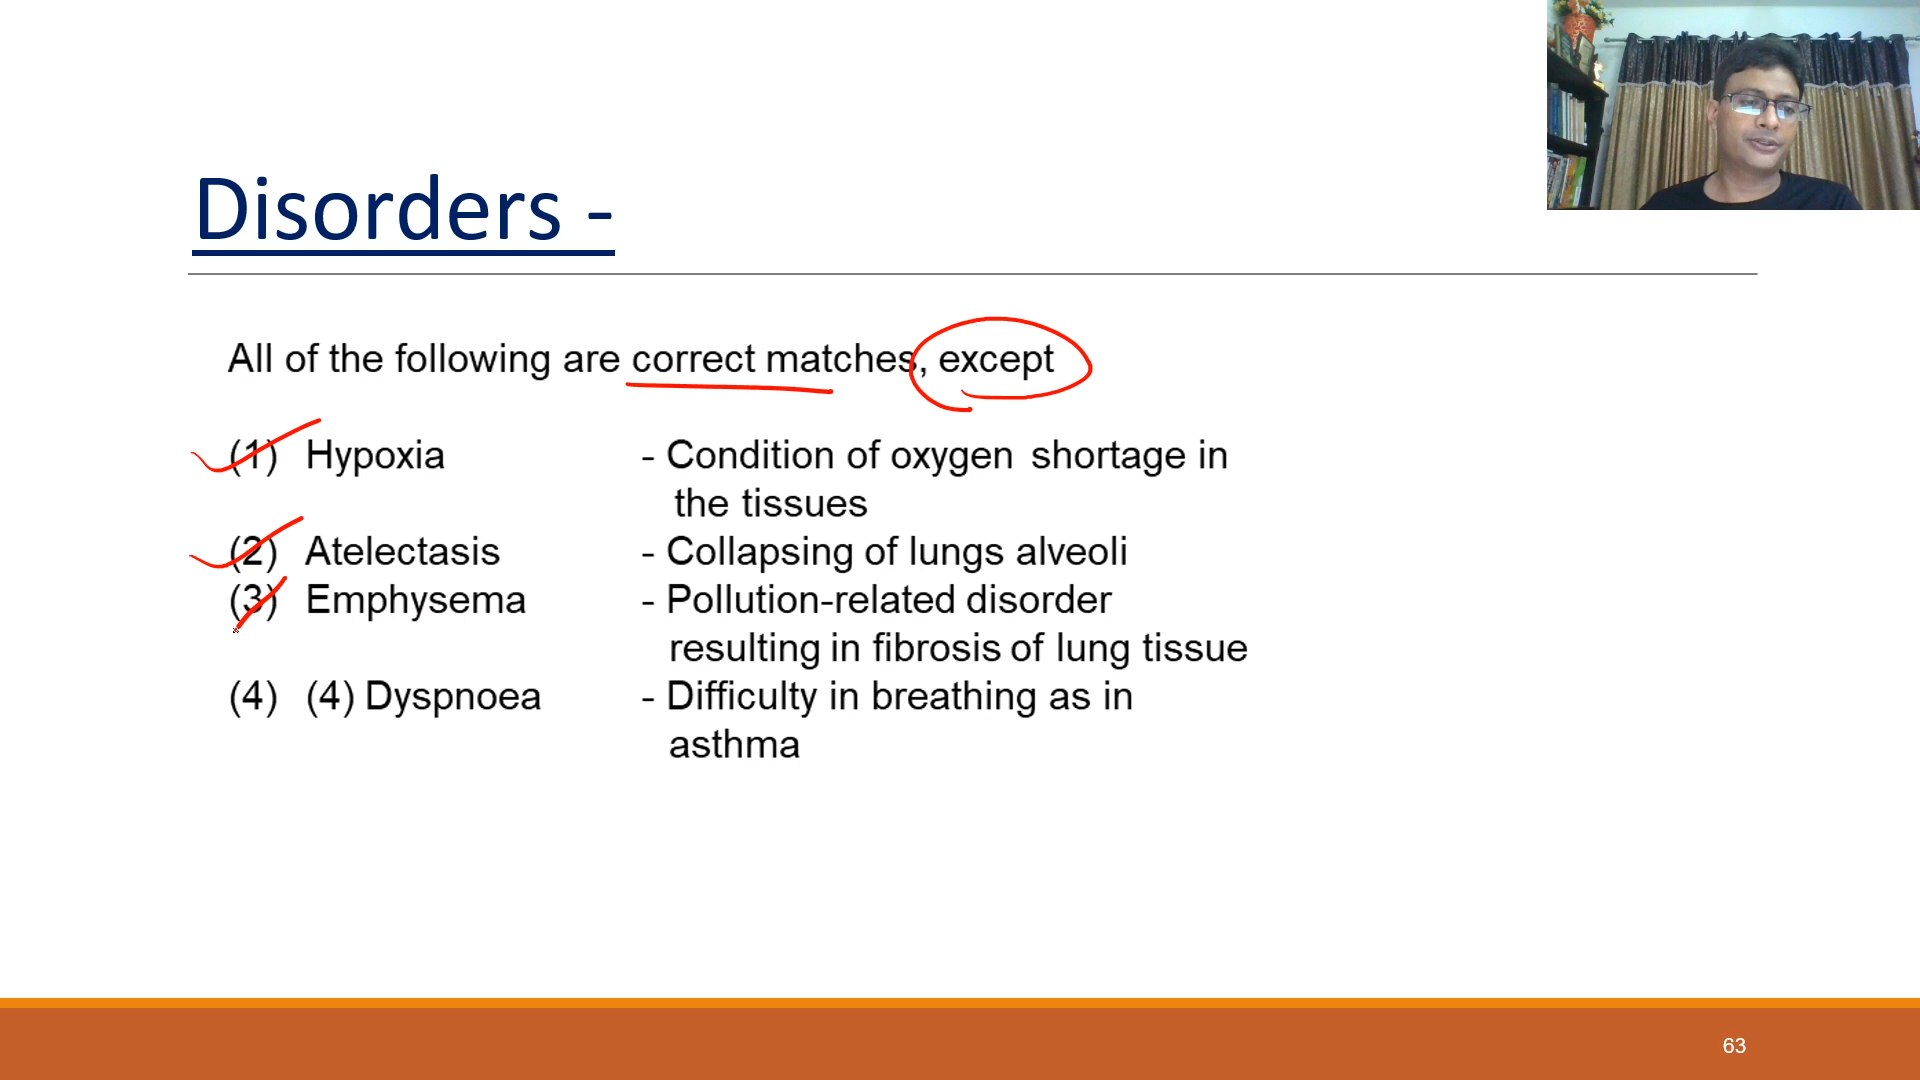 Disorders -
All of the following are correct matches, except
(1) Hypoxia - Condition of oxygen shortage in
the tissues
(2) Atelectasis - Collapsing of lungs alveoli
(3) Emphysema - Pollution-related disorder
resulting in fibrosis of lung tissue
(4) (4) Dyspnoea - Difficulty in breathing as in
asthma
63